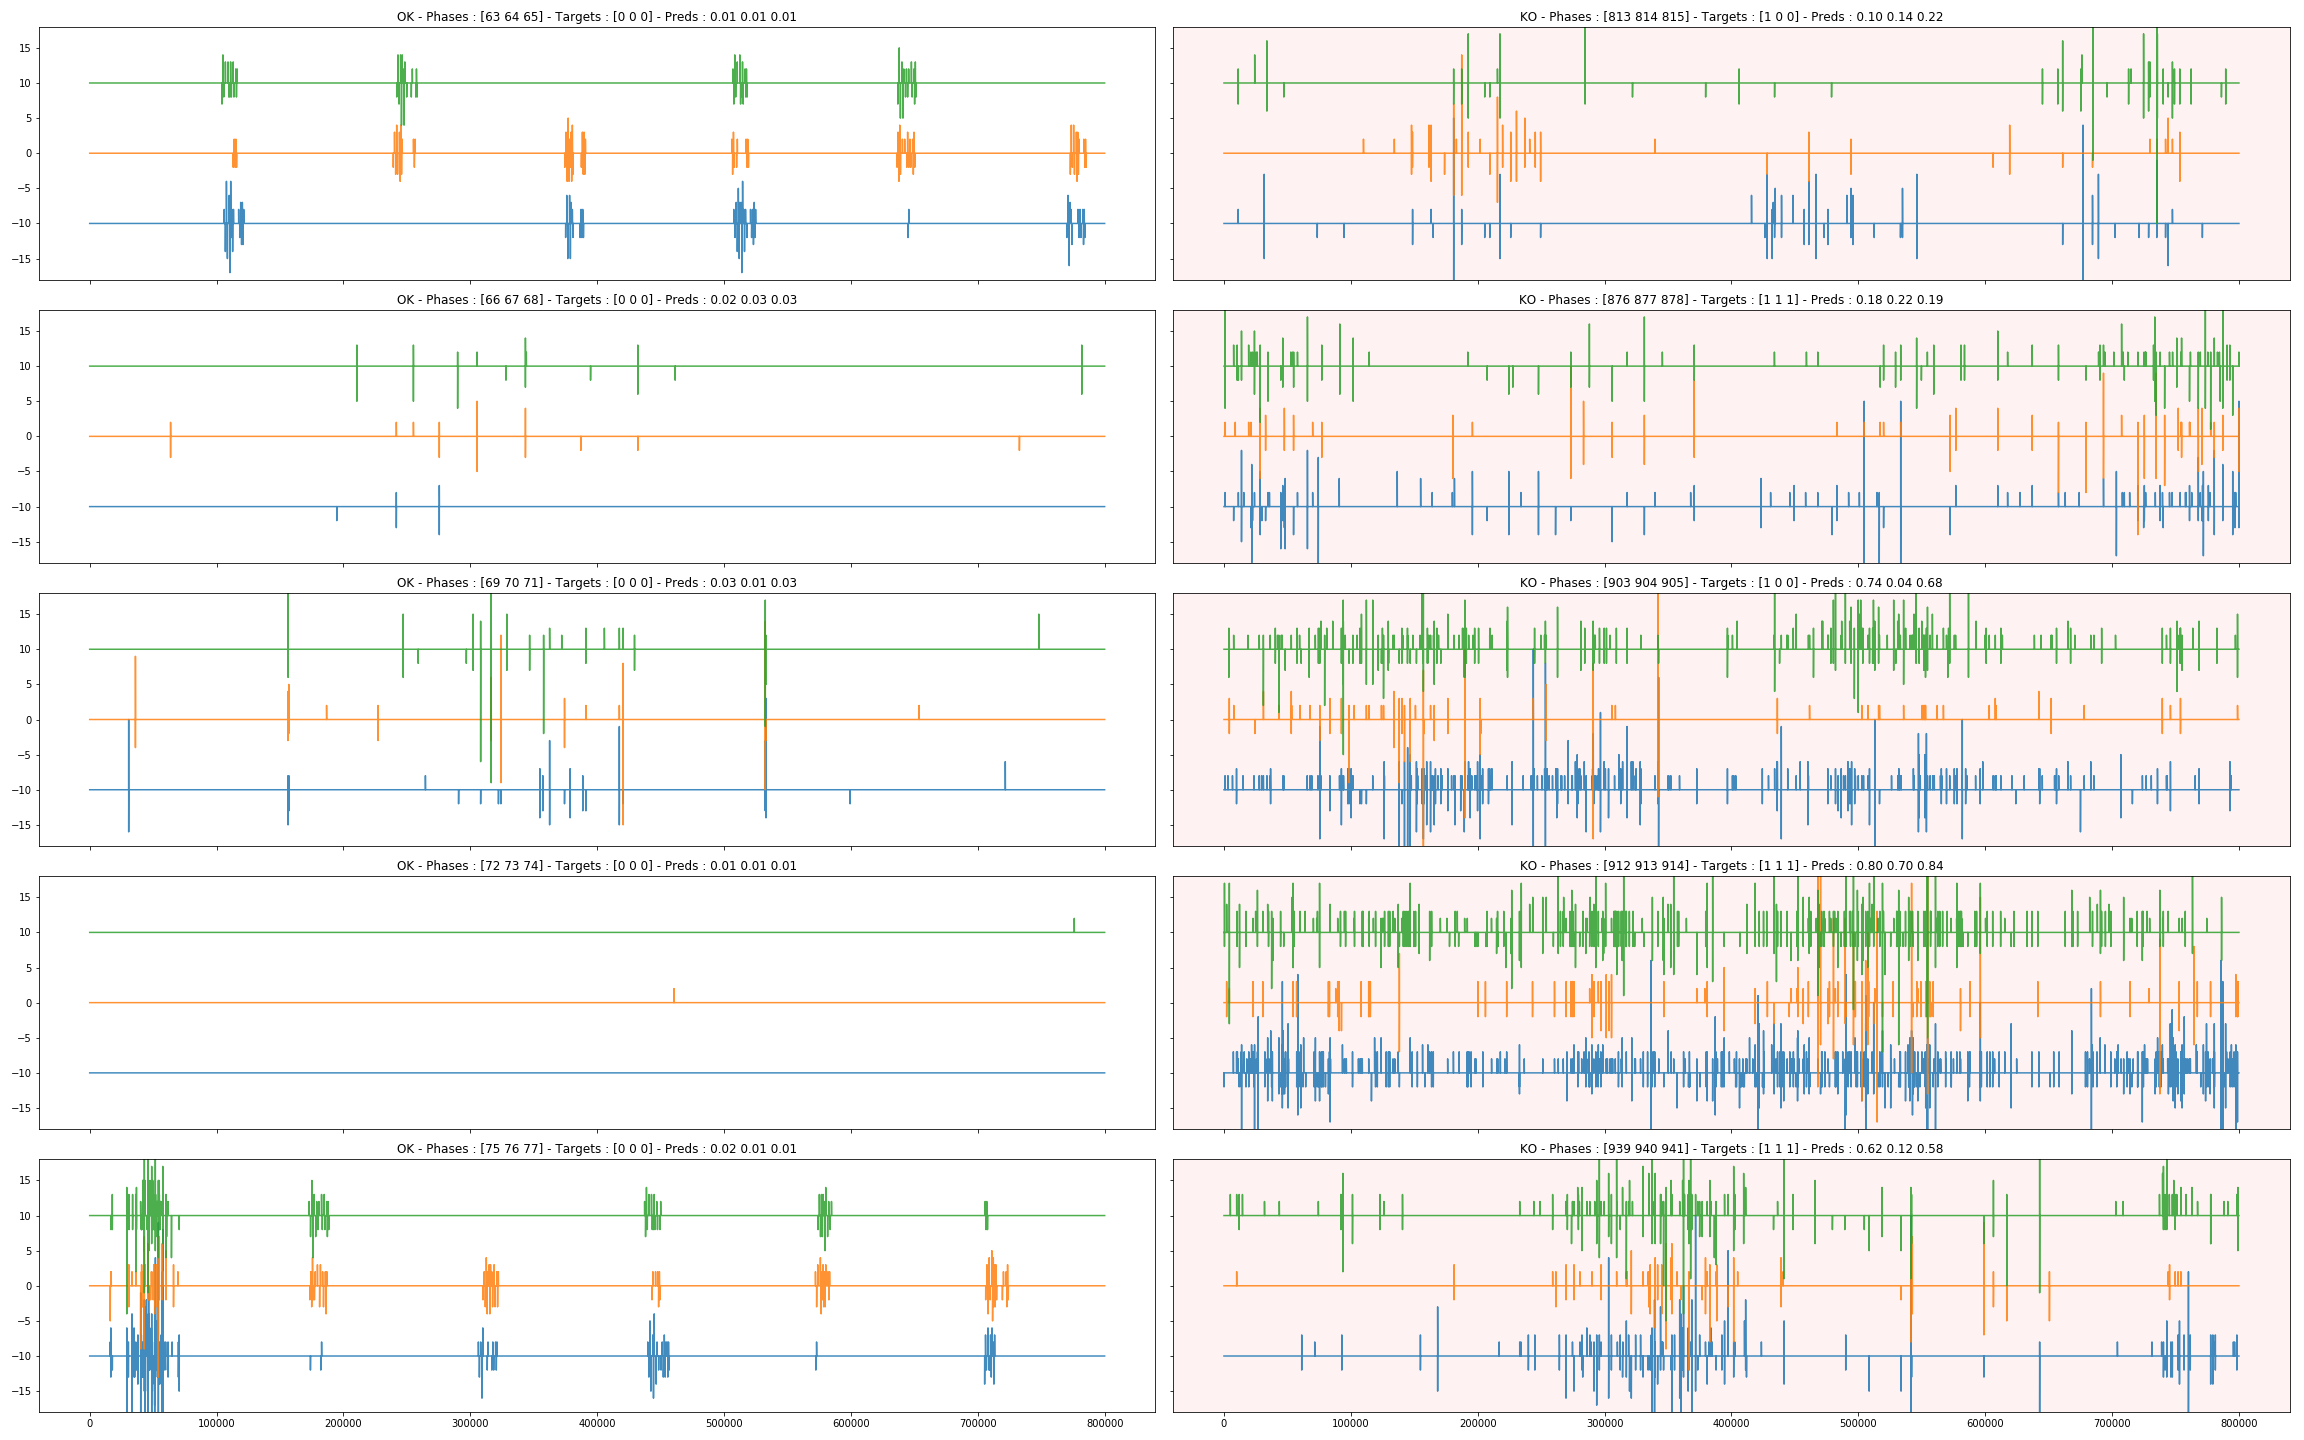 OK - Phases : [63 64 65] - Targets : [0 0 0] - Preds : 0.01 0.01 0.01
KO - Phases : [813 814 815] - Targets : [1 0 0] - Preds : 0.10 0.14 0.22
15
10
5
0
−5
−10
−15
OK - Phases : [66 67 68] - Targets : [0 0 0] - Preds : 0.02 0.03 0.03
KO - Phases : [876 877 878] - Targets : [1 1 1] - Preds : 0.18 0.22 0.19
15
10
5
0
−5
−10
−15
OK - Phases : [69 70 71] - Targets : [0 0 0] - Preds : 0.03 0.01 0.03
KO - Phases : [903 904 905] - Targets : [1 0 0] - Preds : 0.74 0.04 0.68
15
10
5
0
−5
−10
−15
OK - Phases : [72 73 74] - Targets : [0 0 0] - Preds : 0.01 0.01 0.01
KO - Phases : [912 913 914] - Targets : [1 1 1] - Preds : 0.80 0.70 0.84
15
10
5
0
−5
−10
−15
OK - Phases : [75 76 77] - Targets : [0 0 0] - Preds : 0.02 0.01 0.01
KO - Phases : [939 940 941] - Targets : [1 1 1] - Preds : 0.62 0.12 0.58
15
10
5
0
−5
−10
−15
0 100000 200000 300000 400000 500000 600000 700000 800000
0 100000 200000 300000 400000 500000 600000 700000 800000